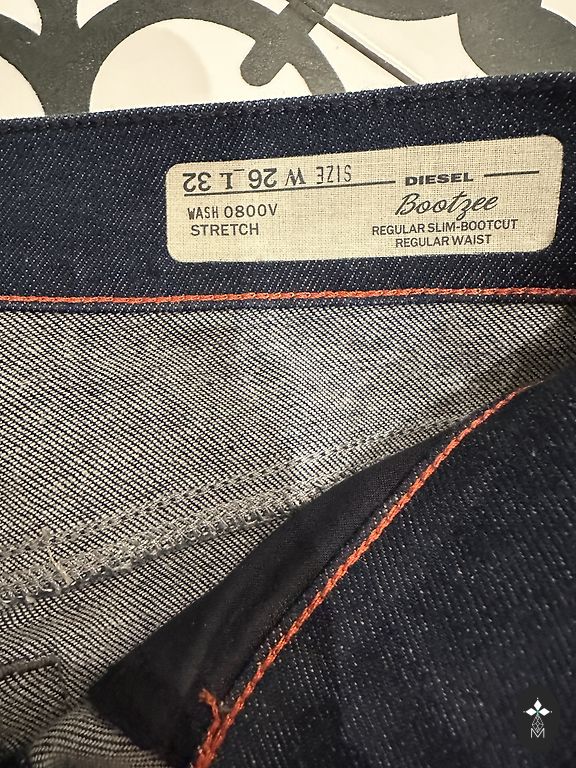 SIZE W 26 L 32
DIESEL
Bootzee
WASH 0800V
REGULAR SLIM-BOOTCUT
STRETCH
REGULAR WAIST
M